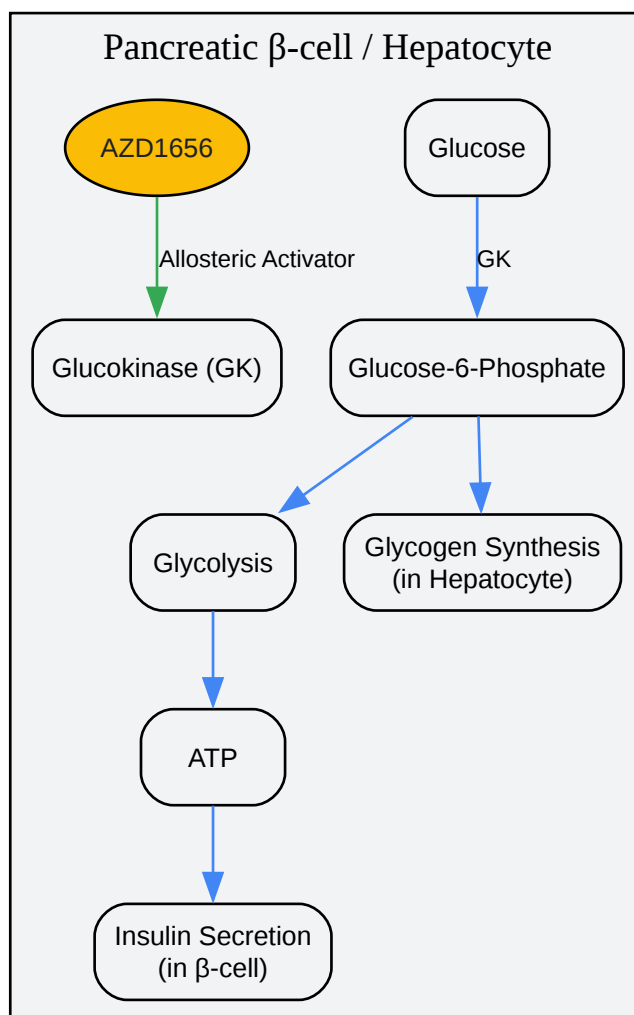 Pancreatic β-cell / Hepatocyte
AZD1656
Glucose
Allosteric Activator
GK
Glucokinase (GK)
Glucose-6-Phosphate
Glycolysis
Glycogen Synthesis
(in Hepatocyte)
ATP
Insulin Secretion
(in β-cell)